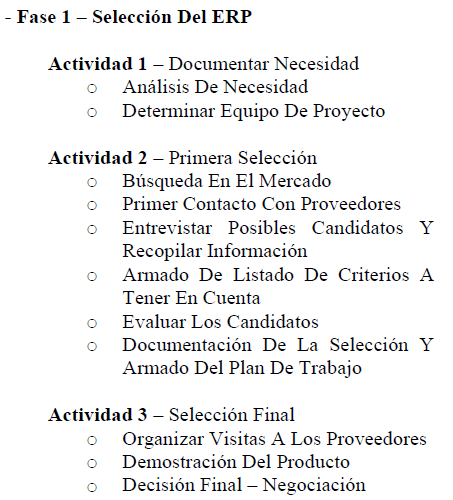 - Fase 1 – Selección Del ERP
Actividad 1 – Documentar Necesidad
○ Análisis De Necesidad
○ Determinar Equipo De Proyecto
Actividad 2 – Primera Selección
○ Búsqueda En El Mercado
○ Primer Contacto Con Proveedores
○ Entrevistar Posibles Candidatos Y
Recopilar Información
○ Armado De Listado De Criterios A
Tener En Cuenta
○ Evaluar Los Candidatos
○ Documentación De La Selección Y
Armado Del Plan De Trabajo
Actividad 3 – Selección Final
○ Organizar Visitas A Los Proveedores
○ Demostración Del Producto
○ Decisión Final – Negociación